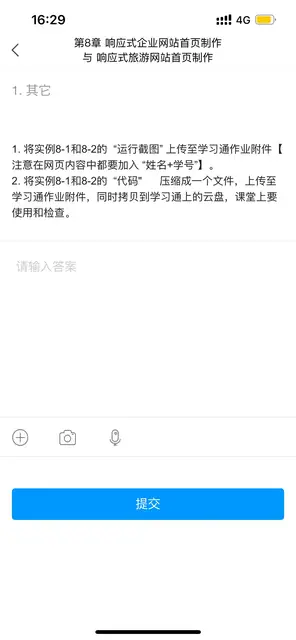 16:29
4G
第8章 响应式企业网站首页制作
与 响应式旅游网站首页制作
1. 其它
1. 将实例8-1和8-2的 “运行截图” 上传至学习通作业附件【
注意在网页内容中都要加入 “姓名+学号”】。
2. 将实例8-1和8-2的 “代码” 压缩成一个文件，上传至
学习通作业附件，同时拷贝到学习通上的云盘，课堂上要
使用和检查。
请输入答案
提交